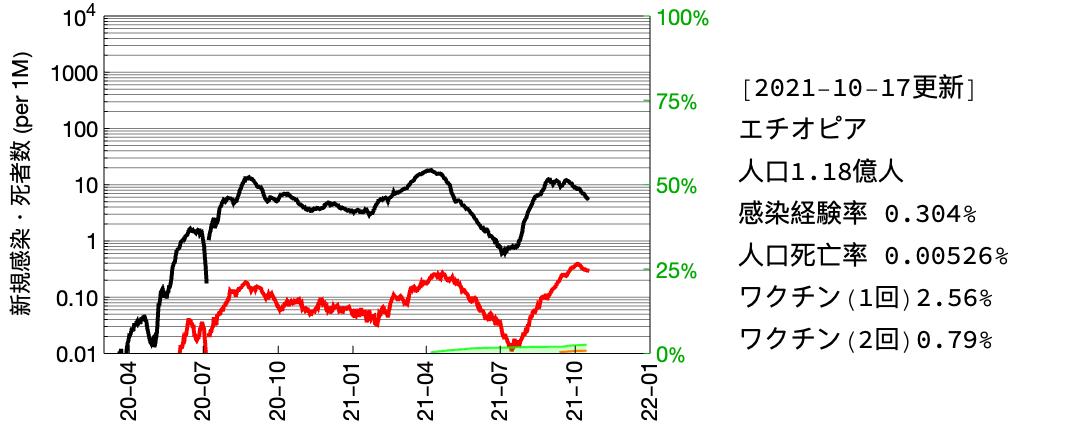 新規感染・死者数 (per 1M)
10^4
1000
100
10
1
0.10
0.01
100%
75%
50%
25%
0%
20-04
20-07
20-10
21-01
21-04
21-07
21-10
22-01
[2021-10-17更新]
エチオピア
人口1.18億人
感染経験率 0.304%
人口死亡率 0.00526%
ワクチン(1回)2.56%
ワクチン(2回)0.79%